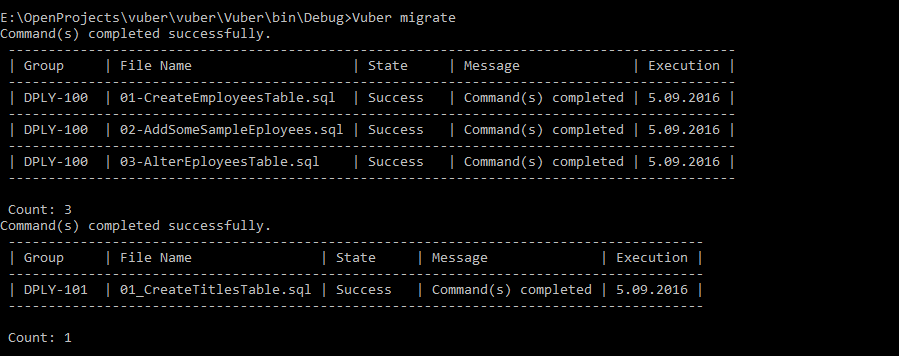 E:\OpenProjects\vuber\vuber\Vuber\bin\Debug>Vuber migrate
Command(s) completed successfully.
-------------------------------------------------------------------------------------------
| Group     | File Name                    | State     | Message              | Execution |
-------------------------------------------------------------------------------------------
| DPLY-100  | 01-CreateEmployeesTable.sql  | Success   | Command(s) completed | 5.09.2016 |
-------------------------------------------------------------------------------------------
| DPLY-100  | 02-AddSomeSampleEployees.sql | Success   | Command(s) completed | 5.09.2016 |
-------------------------------------------------------------------------------------------
| DPLY-100  | 03-AlterEployeesTable.sql    | Success   | Command(s) completed | 5.09.2016 |
-------------------------------------------------------------------------------------------
Count: 3
Command(s) completed successfully.
---------------------------------------------------------------------------------------
| Group     | File Name                | State     | Message              | Execution |
---------------------------------------------------------------------------------------
| DPLY-101  | 01_CreateTitlesTable.sql | Success   | Command(s) completed | 5.09.2016 |
---------------------------------------------------------------------------------------
Count: 1